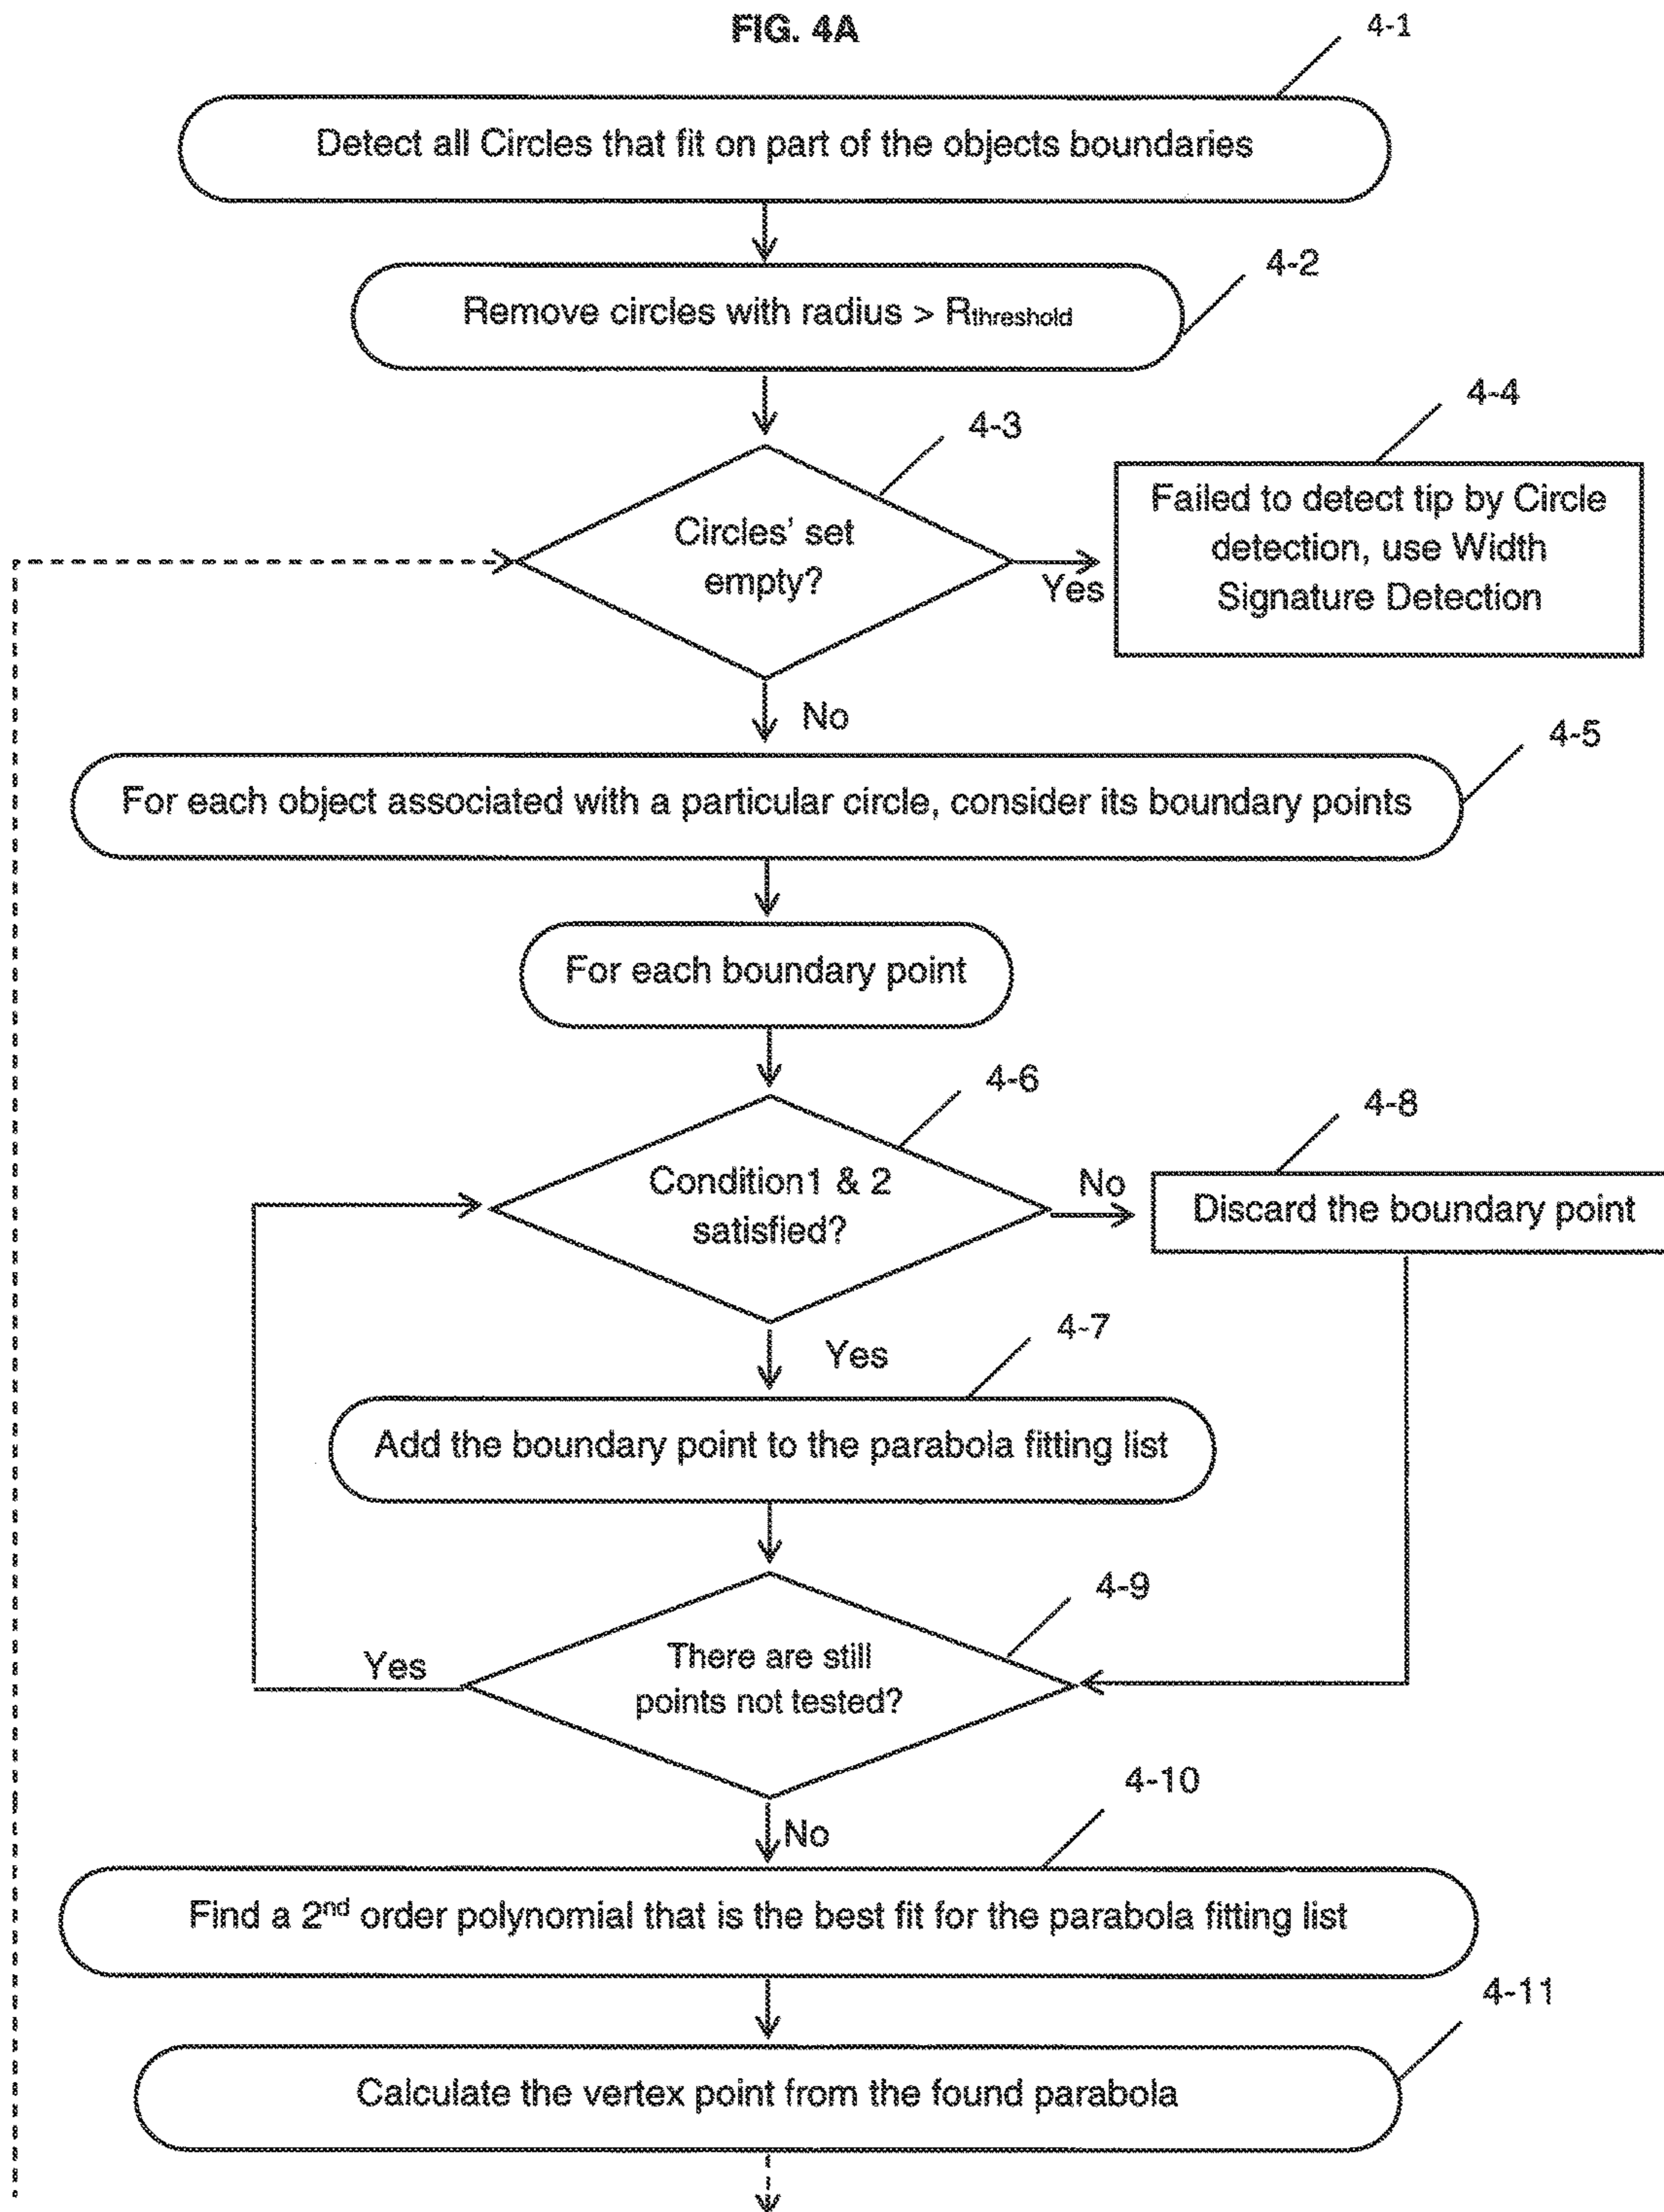 FIG. 4A
4-1
Detect all Circles that fit on part of the objects boundaries
4-2
Remove circles with radius > Rthreshold
4-3
4-4
Circles' set
empty?
Yes
Failed to detect tip by Circle
detection, use Width
Signature Detection
No
4-5
For each object associated with a particular circle, consider its boundary points
For each boundary point
4-6
4-8
Condition1 & 2
satisfied?
No
Discard the boundary point
Yes
4-7
Add the boundary point to the parabola fitting list
4-9
There are still
points not tested?
Yes
4-10
No
Find a 2nd order polynomial that is the best fit for the parabola fitting list
4-11
Calculate the vertex point from the found parabola